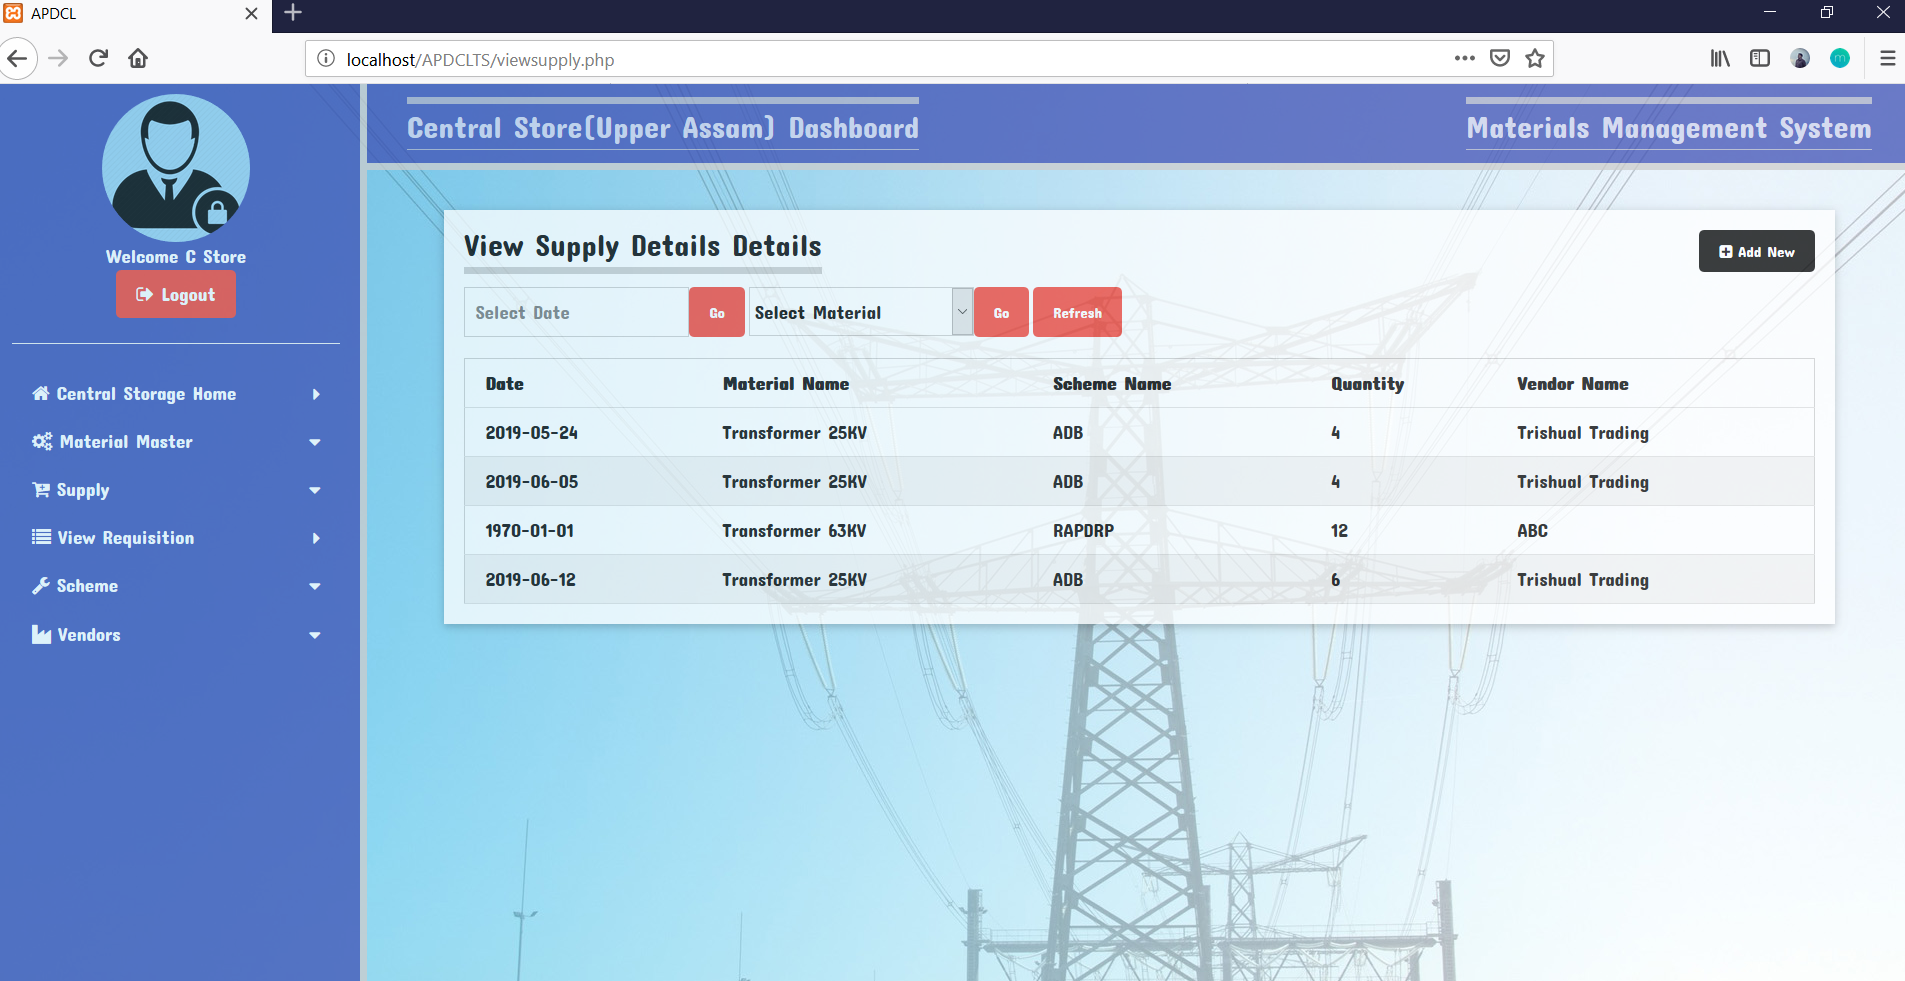 APDCL
localhost/APDCLTS/viewsupply.php
m
Central Store(Upper Assam) Dashboard
Materials Management System
Welcome C Store
Logout
Central Storage Home
Material Master
Supply
View Requisition
Scheme
Vendors
View Supply Details Details
Add New
Select Date Go Select Material Go Refresh
Date Material Name Scheme Name Quantity Vendor Name
2019-05-24 Transformer 25KV ADB 4 Trishual Trading
2019-06-05 Transformer 25KV ADB 4 Trishual Trading
1970-01-01 Transformer 63KV RAPDRP 12 ABC
2019-06-12 Transformer 25KV ADB 6 Trishual Trading